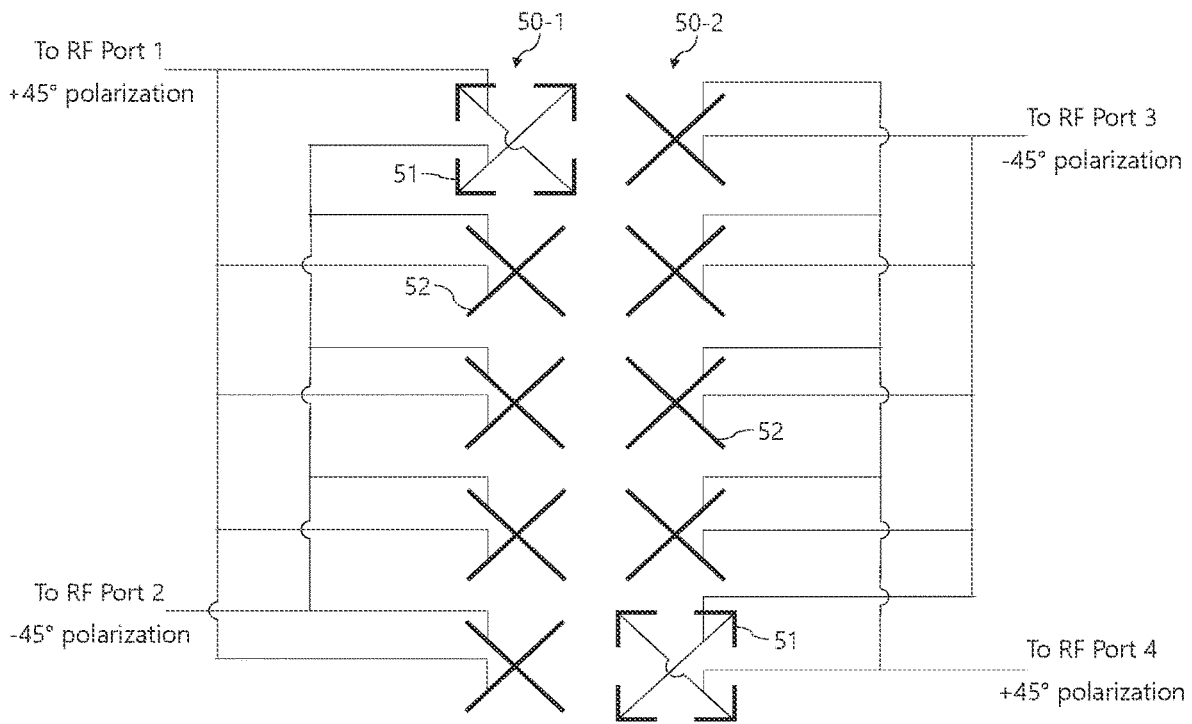 50-1
50-2
To RF Port 1
+45° polarization
To RF Port 3
-45° polarization
51
52
52
To RF Port 2
-45° polarization
51
To RF Port 4
+45° polarization